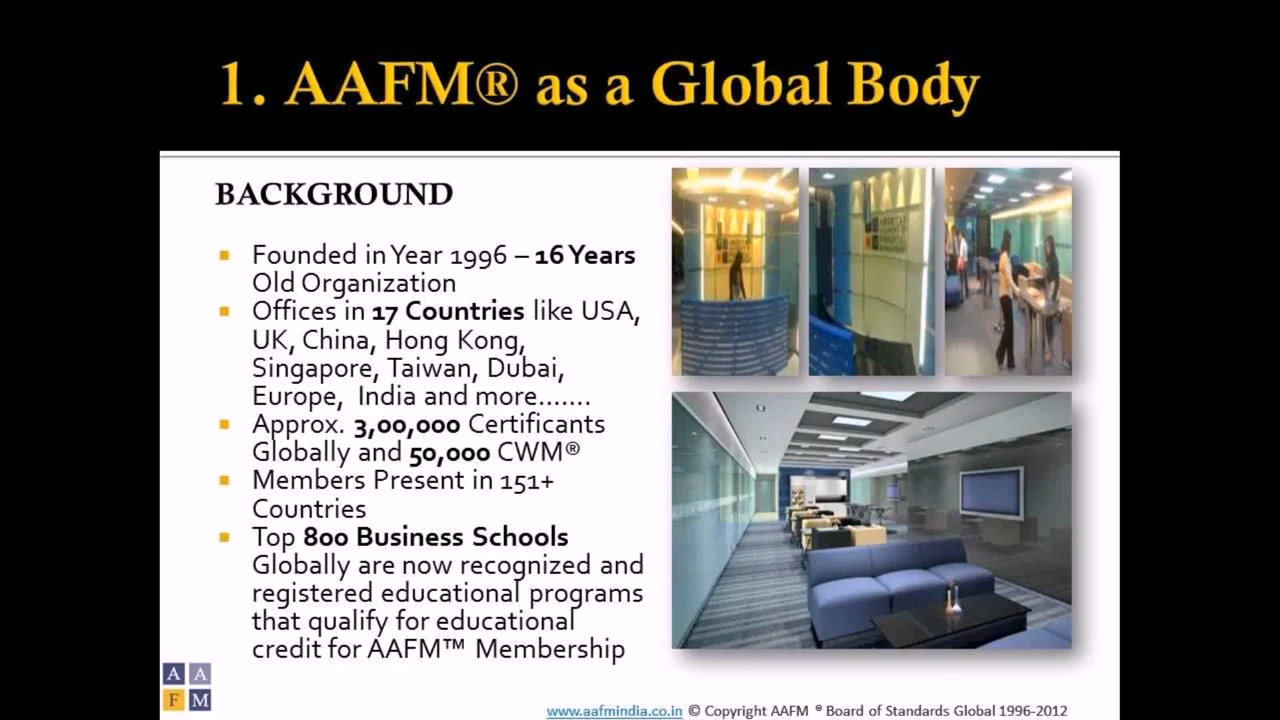 1. AAFM® as a Global Body
BACKGROUND
Founded in Year 1996 – 16 Years
Old Organization
Offices in 17 Countries like USA,
UK, China, Hong Kong,
Singapore, Taiwan, Dubai,
Europe, India and more.......
Approx. 3,00,000 Certificants
Globally and 50,000 CWM®
Members Present in 151+
Countries
Top 800 Business Schools
Globally are now recognized and
registered educational programs
that qualify for educational
credit for AAFM™ Membership
AMERICAN
A A
F M
www.aafmindia.co.in © Copyright AAFM ® Board of Standards Global 1996-2012